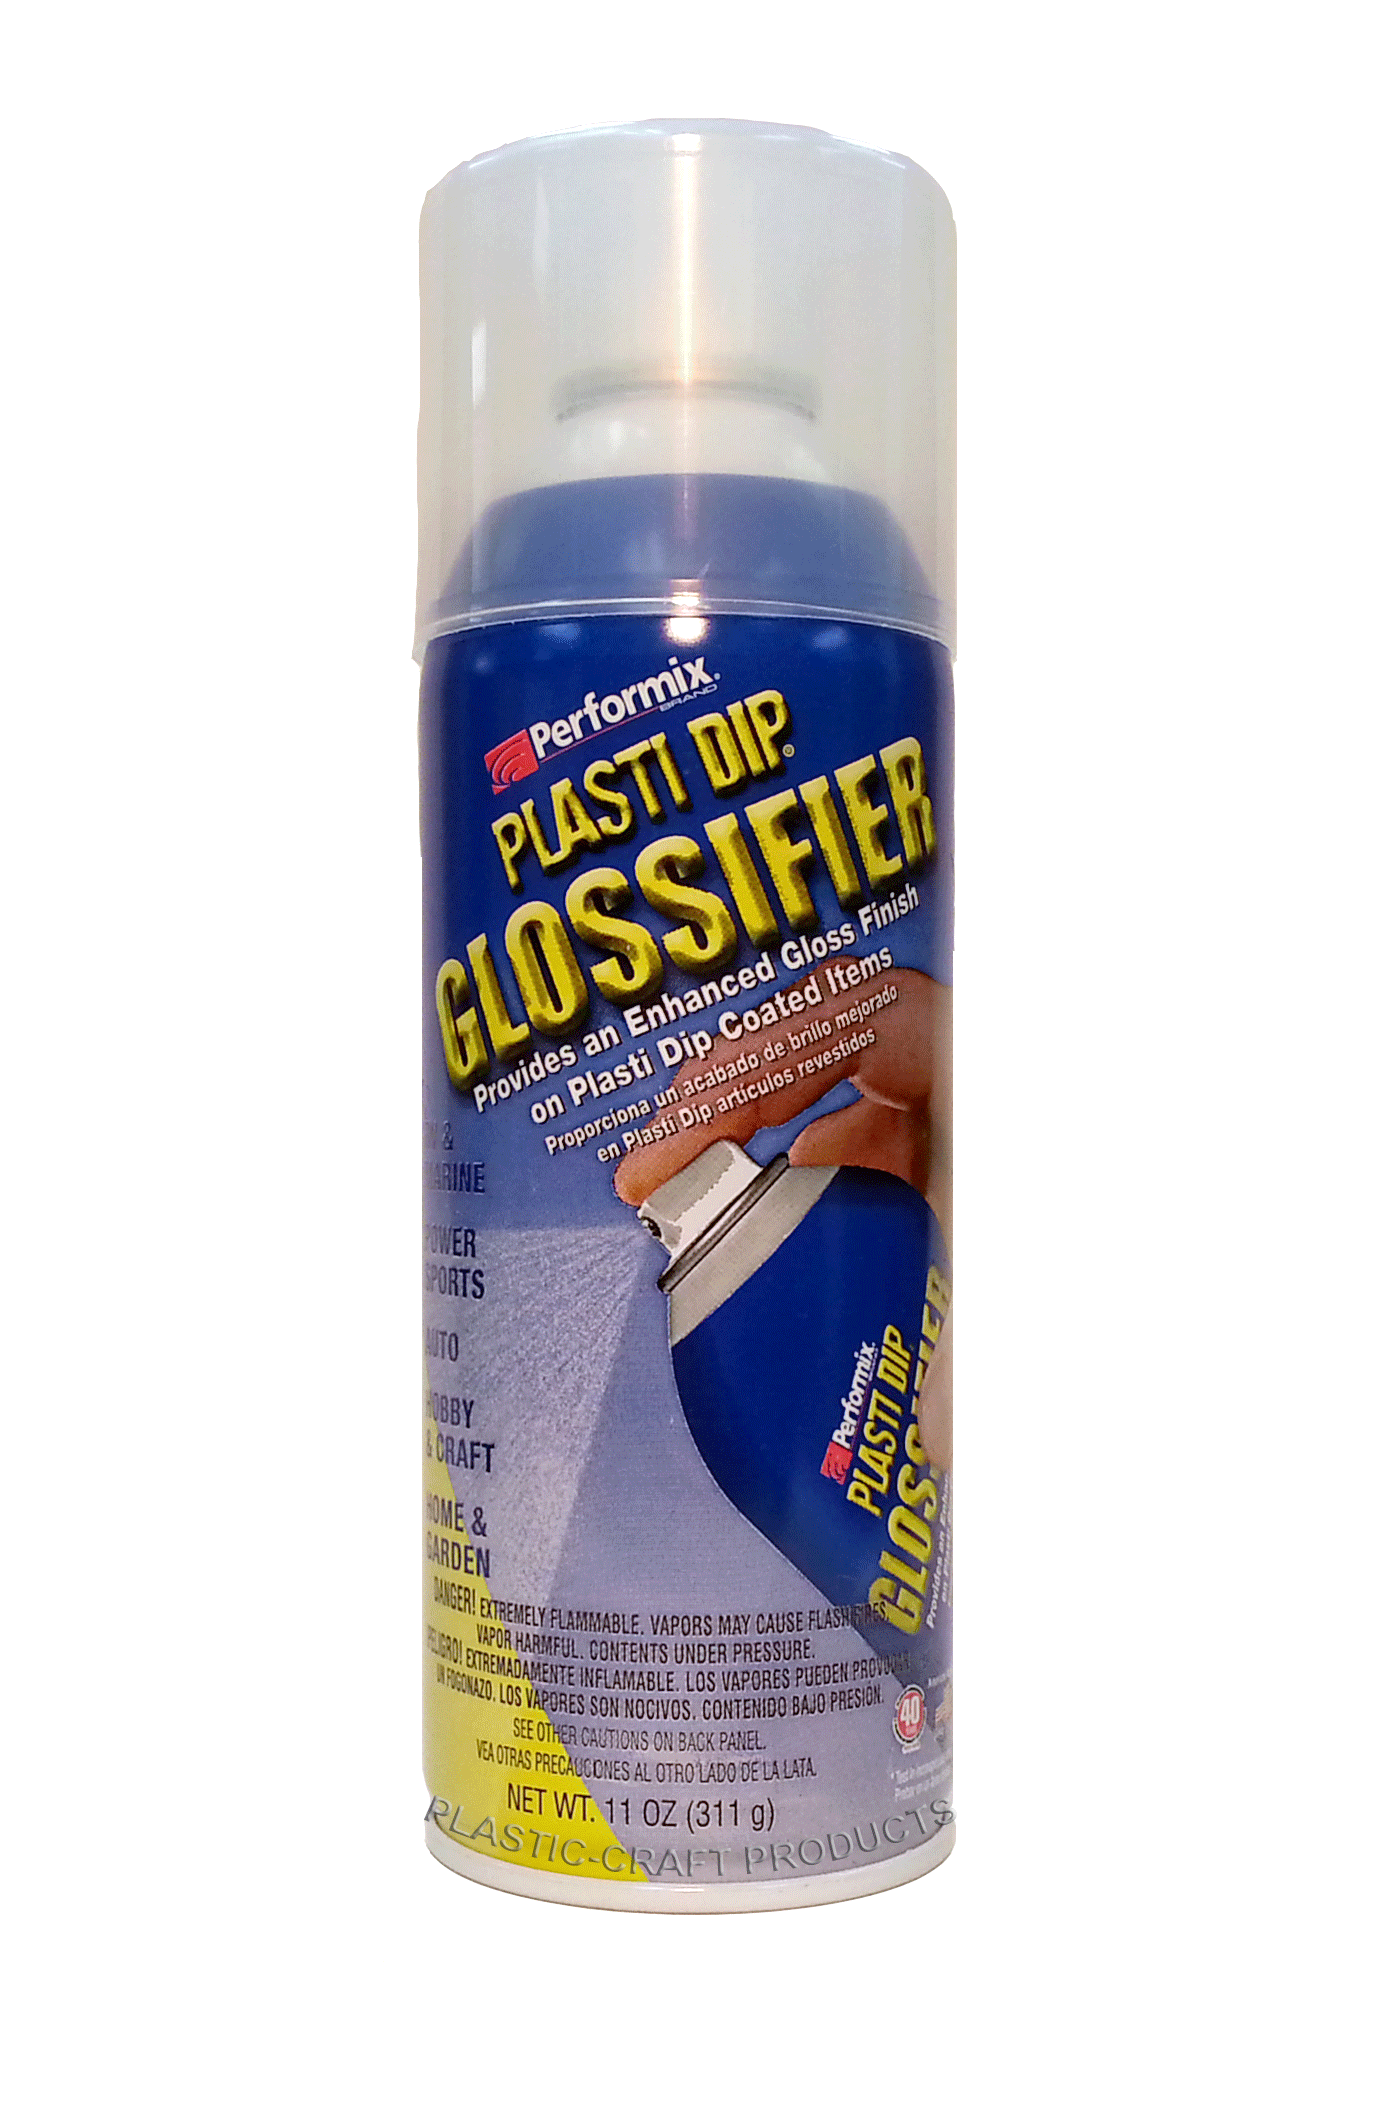 Performix®
BRAND
PLASTI DIP®
GLOSSIFIER
Provides an Enhanced Gloss Finish
on Plasti Dip Coated Items
Proporciona un acabado de brillo mejorado
en Plasti Dip artículos revestidos
&
MARINE
POWER
SPORTS
AUTO
HOBBY
& CRAFT
HOME &
GARDEN
Performix
PLASTI DIP
GLOSSIFIER
DANGER! EXTREMELY FLAMMABLE. VAPORS MAY CAUSE FLASH FIRES.
VAPOR HARMFUL. CONTENTS UNDER PRESSURE.
¡PELIGRO! EXTREMADAMENTE INFLAMABLE. LOS VAPORES PUEDEN PROVOCAR
UN FOGONAZO. LOS VAPORES SON NOCIVOS. CONTENIDO BAJO PRESIÓN.
SEE OTHER CAUTIONS ON BACK PANEL.
VEA OTRAS PRECAUCIONES AL OTRO LADO DE LA LATA.
40
NET WT. 11 OZ (311 g)
PLASTIC-CRAFT PRODUCTS